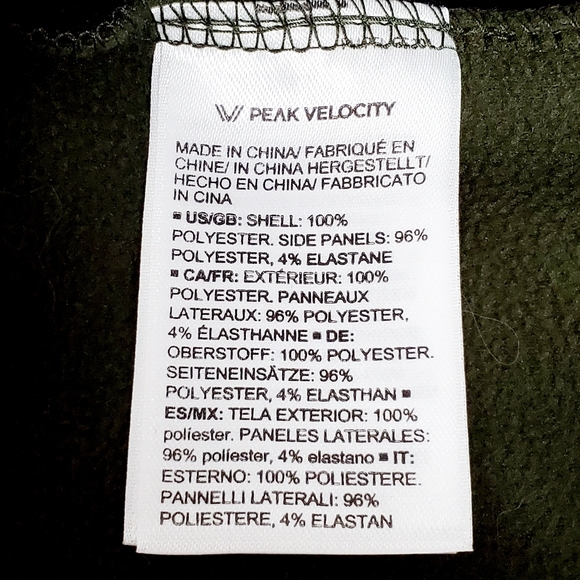 PEAK VELOCITY
MADE IN CHINA/ FABRIQUÉ EN
CHINE/ IN CHINA HERGESTELLT/
HECHO EN CHINA/ FABBRICATO
IN CINA
▪ US/GB: SHELL: 100%
POLYESTER. SIDE PANELS: 96%
POLYESTER, 4% ELASTANE
▪ CA/FR: EXTÉRIEUR: 100%
POLYESTER. PANNEAUX
LATERAUX: 96% POLYESTER,
4% ÉLASTHANNE ▪ DE:
OBERSTOFF: 100% POLYESTER.
SEITENEINSÄTZE: 96%
POLYESTER, 4% ELASTHAN ▪
ES/MX: TELA EXTERIOR: 100%
políester. PANELES LATERALES:
96% políester, 4% elastano ▪ IT:
ESTERNO: 100% POLIESTERE.
PANNELLI LATERALI: 96%
POLIESTERE, 4% ELASTAN